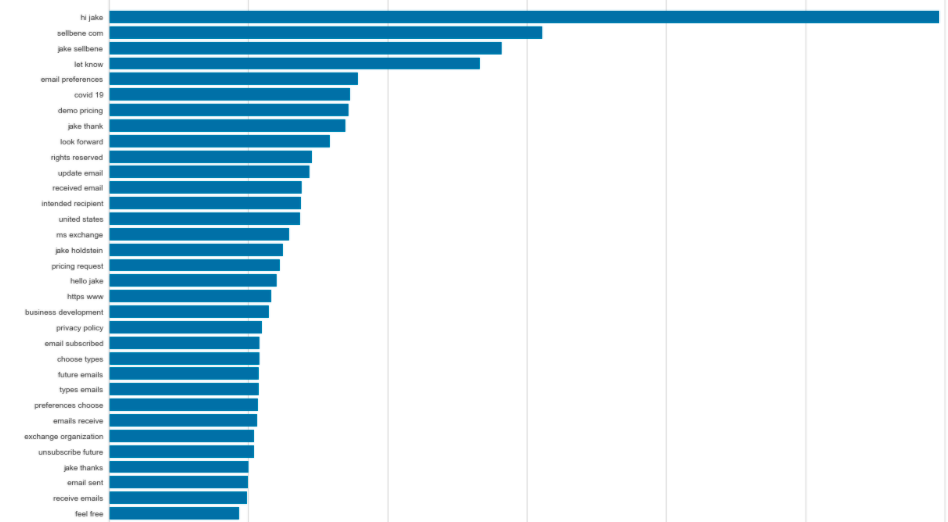 hi jake
sellbene com
jake sellbene
let know
email preferences
covid 19
demo pricing
jake thank
look forward
rights reserved
update email
received email
intended recipient
united states
ms exchange
jake holdstein
pricing request
hello jake
https www
business development
privacy policy
email subscribed
choose types
future emails
types emails
preferences choose
emails receive
exchange organization
unsubscribe future
jake thanks
email sent
receive emails
feel free